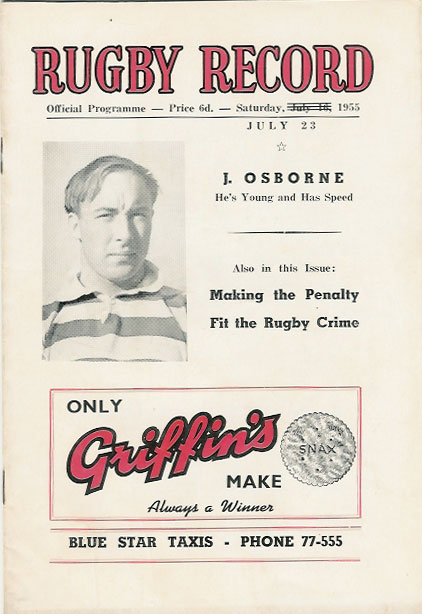 RUGBY RECORD
Official Programme — Price 6d. — Saturday, July 16, 1955
JULY 23
J. OSBORNE
He's Young and Has Speed
Also in this Issue:
Making the Penalty
Fit the Rugby Crime
ONLY
Griffin's
SNAX
MAKE
Always a Winner
BLUE STAR TAXIS - PHONE 77-555